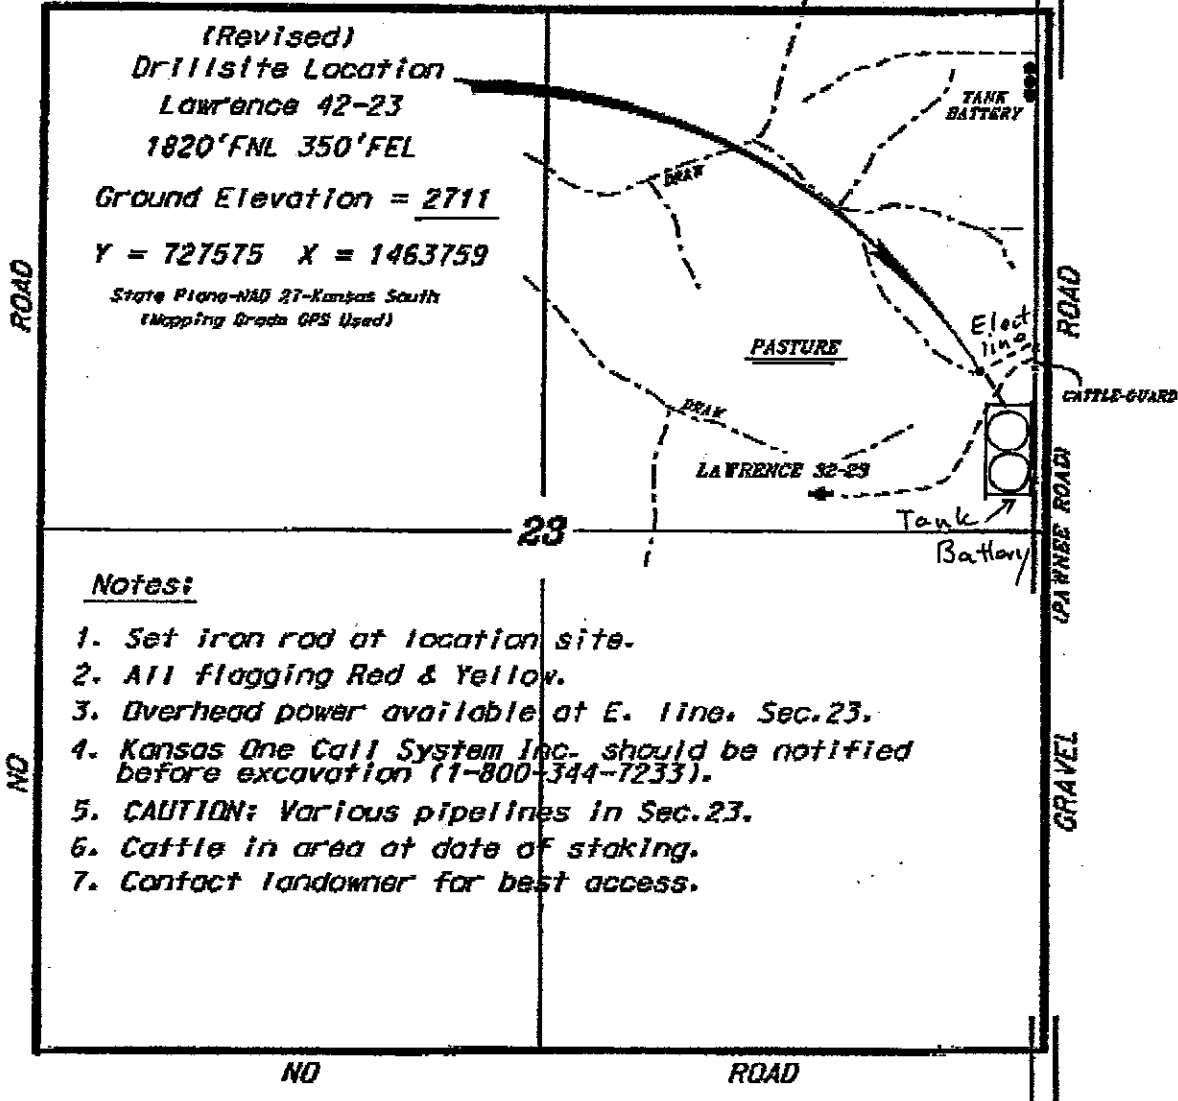 (Revised)
Drillsite Location
Lawrence 42-23
1820'FNL 350'FEL
Ground Elevation = 2711
Y = 727575 X = 1463759
State Plane-NAD 27-Kansas South
(Mapping Grade GPS Used)
TANK
BATTERY
DRAW
ROAD
ROAD
Elect
line
PASTURE
CATTLE-GUARD
DRAW
LAWRENCE 32-23
Tank
Battery
(PAWNEE ROAD)
23
Notes:
1. Set iron rod at location site.
2. All flagging Red & Yellow.
3. Overhead power available at E. line. Sec.23.
4. Kansas One Call System Inc. should be notified
before excavation (1-800-344-7233).
5. CAUTION: Various pipelines in Sec.23.
6. Cattle in area at date of staking.
7. Contact landowner for best access.
NO
GRAVEL
NO ROAD